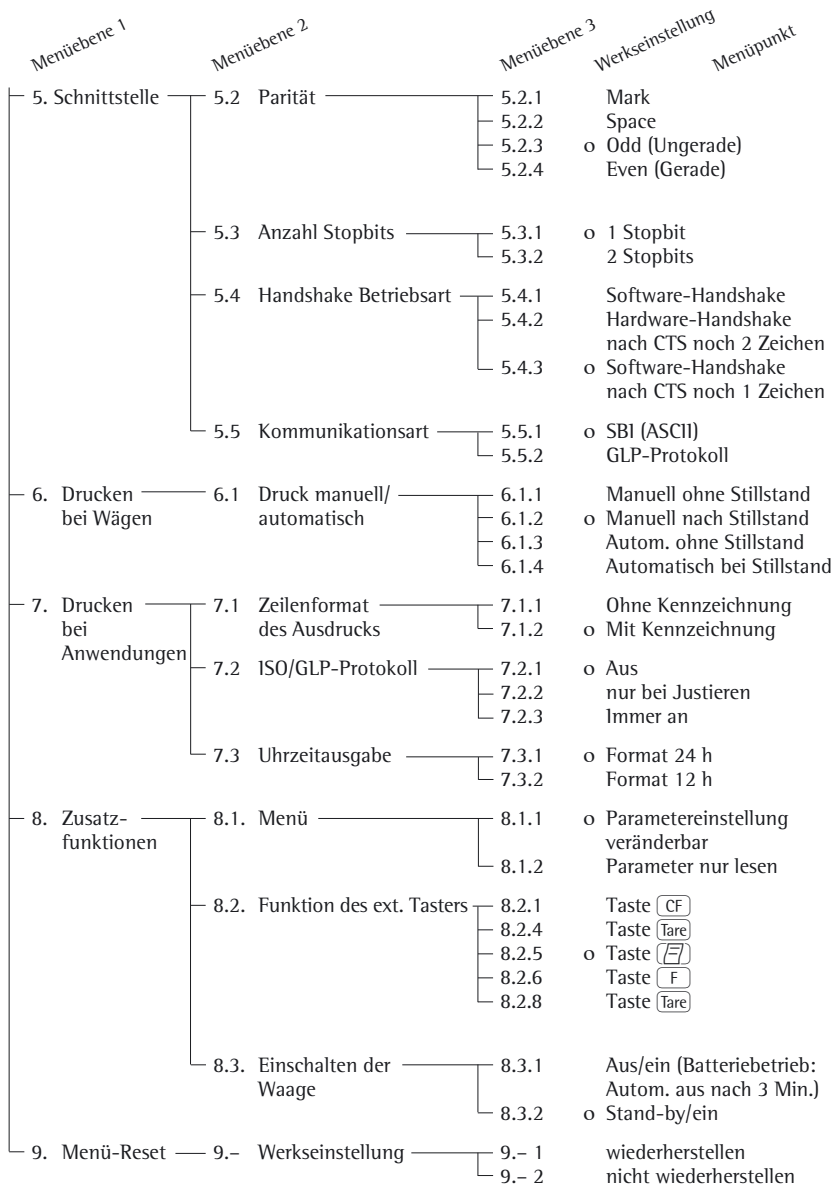 Menüebene 1 Menüebene 2 Menüebene 3 Werkseinstellung Menüpunkt
5. Schnittstelle 5.2 Parität 5.2.1 Mark
5.2.2 Space
5.2.3 o Odd (Ungerade)
5.2.4 Even (Gerade)
5.3 Anzahl Stopbits 5.3.1 o 1 Stopbit
5.3.2 2 Stopbits
5.4 Handshake Betriebsart 5.4.1 Software-Handshake
5.4.2 Hardware-Handshake
nach CTS noch 2 Zeichen
5.4.3 o Software-Handshake
nach CTS noch 1 Zeichen
5.5 Kommunikationsart 5.5.1 o SBI (ASCII)
5.5.2 GLP-Protokoll
6. Drucken 6.1 Druck manuell/ 6.1.1 Manuell ohne Stillstand
bei Wägen automatisch 6.1.2 o Manuell nach Stillstand
6.1.3 Autom. ohne Stillstand
6.1.4 Automatisch bei Stillstand
7. Drucken 7.1 Zeilenformat 7.1.1 Ohne Kennzeichnung
bei des Ausdrucks 7.1.2 o Mit Kennzeichnung
Anwendungen
7.2 ISO/GLP-Protokoll 7.2.1 o Aus
7.2.2 nur bei Justieren
7.2.3 Immer an
7.3 Uhrzeitausgabe 7.3.1 o Format 24 h
7.3.2 Format 12 h
8. Zusatz- 8.1. Menü 8.1.1 o Parametereinstellung
funktionen veränderbar
8.1.2 Parameter nur lesen
8.2. Funktion des ext. Tasters 8.2.1 Taste CF
8.2.4 Taste Tare
8.2.5 o Taste
8.2.6 Taste F
8.2.8 Taste Tare
8.3. Einschalten der 8.3.1 Aus/ein (Batteriebetrieb:
Waage Autom. aus nach 3 Min.)
8.3.2 o Stand-by/ein
9. Menü-Reset 9.– Werkseinstellung 9.– 1 wiederherstellen
9.– 2 nicht wiederherstellen